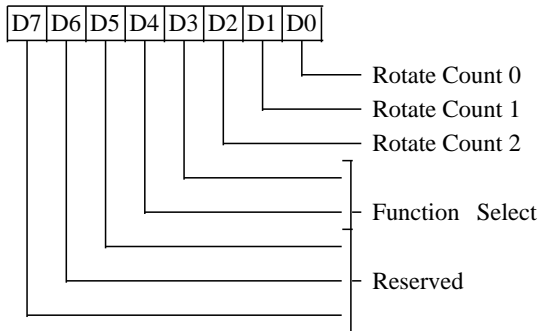 D7 D6 D5 D4 D3 D2 D1 D0
Rotate Count 0
Rotate Count 1
Rotate Count 2
Function Select
Reserved